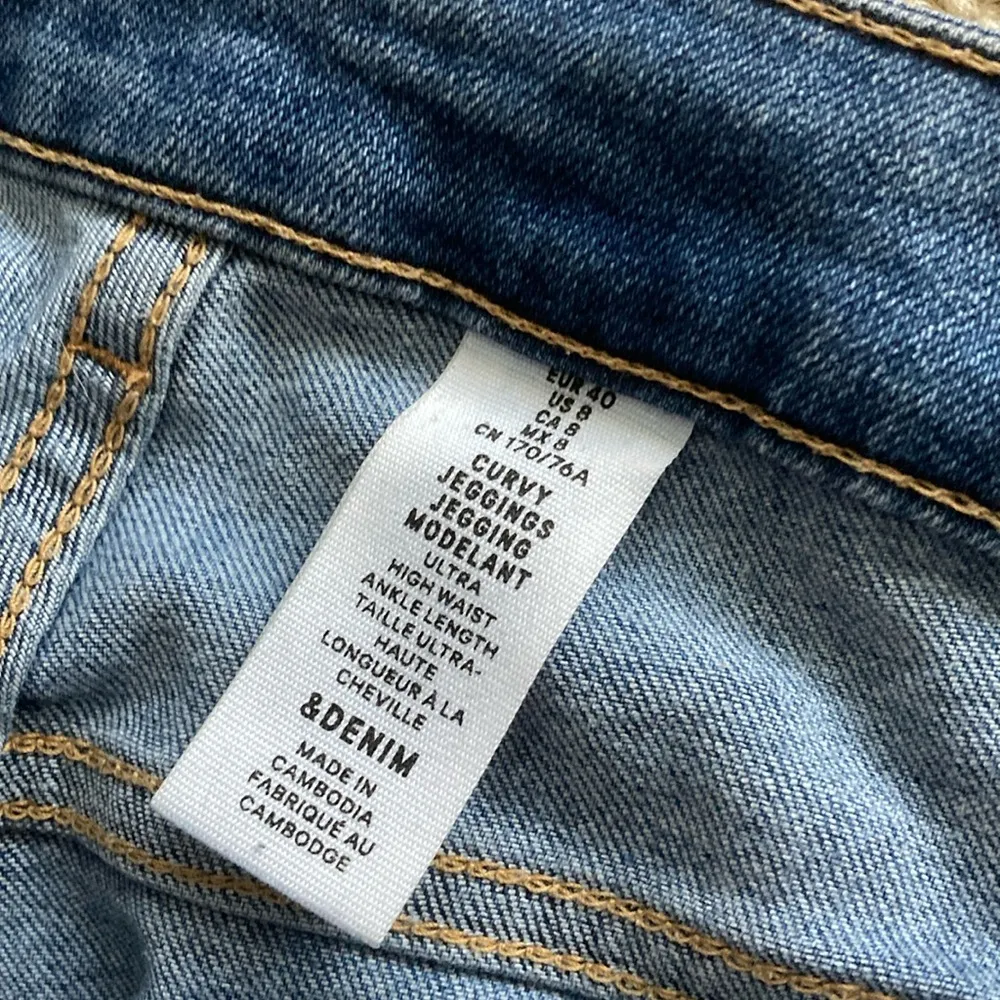 EUR 40
US 8
CA 8
MX 8
CN 170/76A
CURVY
JEGGINGS
JEGGING
MODELANT
ULTRA
HIGH WAIST
ANKLE LENGTH
TAILLE ULTRA-
HAUTE
LONGUEUR À LA
CHEVILLE
&DENIM
MADE IN
CAMBODIA
FABRIQUÉ AU
CAMBODGE